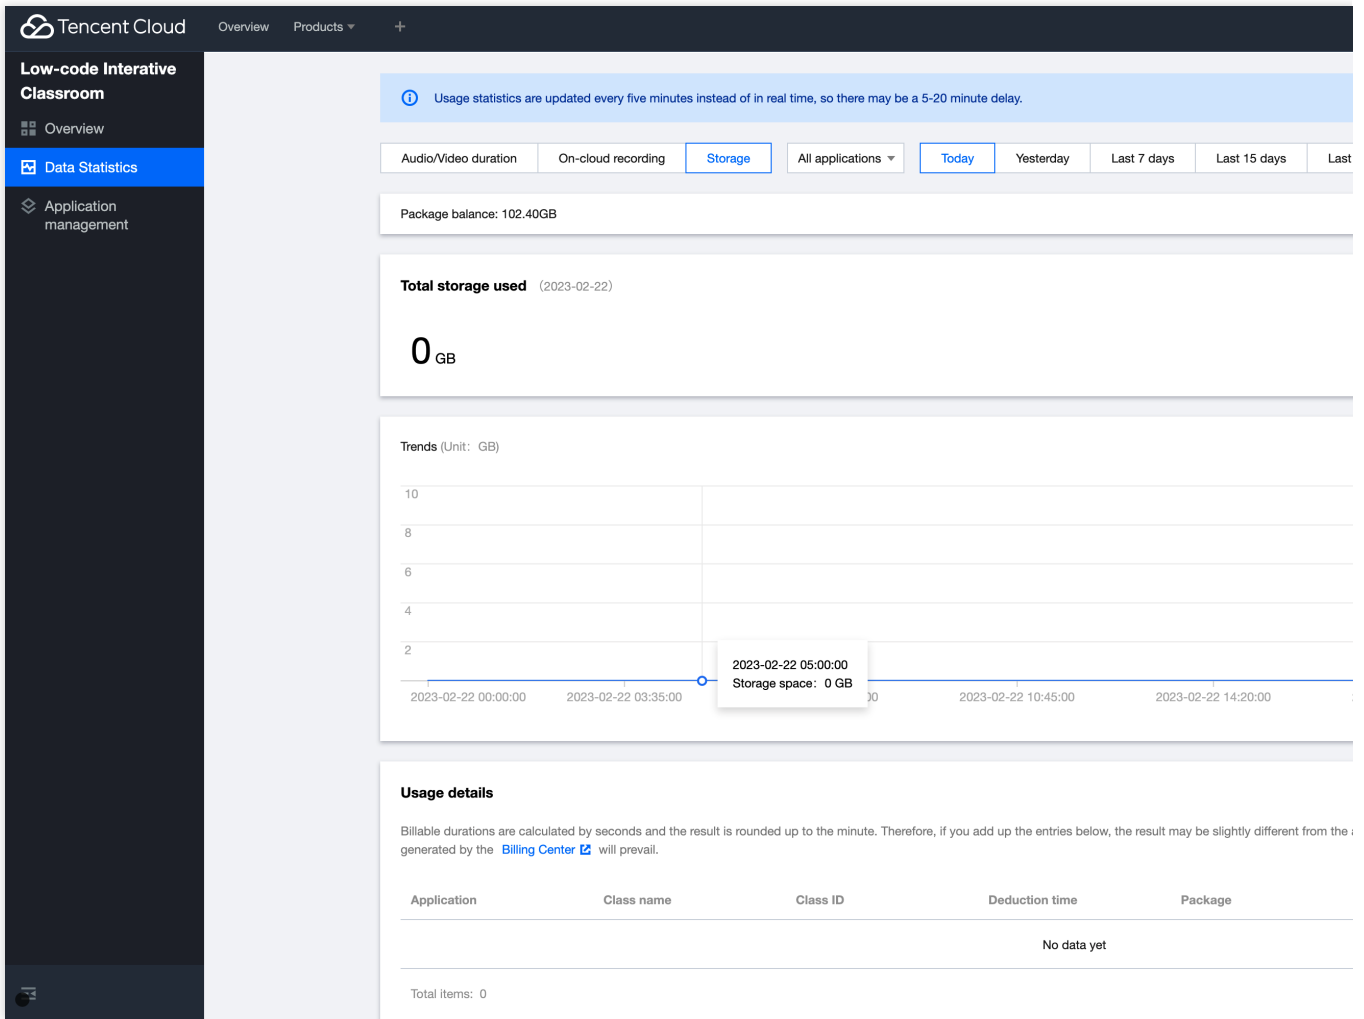 Tencent Cloud
Overview
Products
Low-code Interative
Classroom
Overview
Data Statistics
Application
management
Usage statistics are updated every five minutes instead of in real time, so there may be a 5-20 minute delay.
Audio/Video duration
On-cloud recording
Storage
All applications
Today
Yesterday
Last 7 days
Last 15 days
Last
Package balance: 102.40GB
Total storage used (2023-02-22)
0 GB
Trends (Unit: GB)
10
8
6
4
2
2023-02-22 05:00:00
Storage space: 0 GB
2023-02-22 00:00:00
2023-02-22 03:35:00
00
2023-02-22 10:45:00
2023-02-22 14:20:00
Usage details
Billable durations are calculated by seconds and the result is rounded up to the minute. Therefore, if you add up the entries below, the result may be slightly different from the
generated by the Billing Center will prevail.
Application
Class name
Class ID
Deduction time
Package
No data yet
Total items: 0